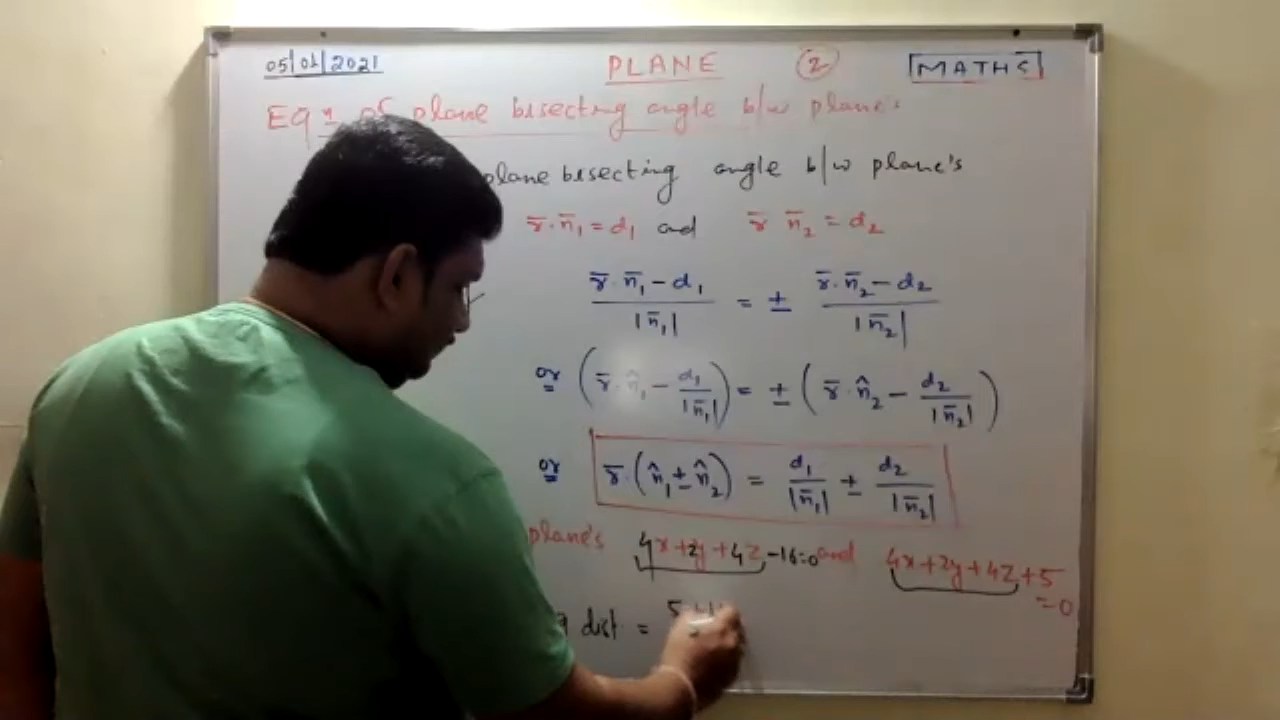 05/01/2021 PLANE 2 MATHS
EQⁿ of plane bisecting angle b/w plane's
plane bisecting angle b/w plane's
r̄·n̄₁=d₁ and r̄ n̄₂=d₂
(r̄·n̄₁−d₁)/|n̄₁| = ± (r̄·n̄₂−d₂)/|n̄₂|
or (r̄·n̂₁ − d₁/|n̄₁|) = ± (r̄·n̂₂ − d₂/|n̄₂|)
or r̄·(n̂₁±n̂₂) = d₁/|n̄₁| ± d₂/|n̄₂|
plane's 4x+2y+4z−16=0 and 4x+2y+4z+5=0
dist = 5